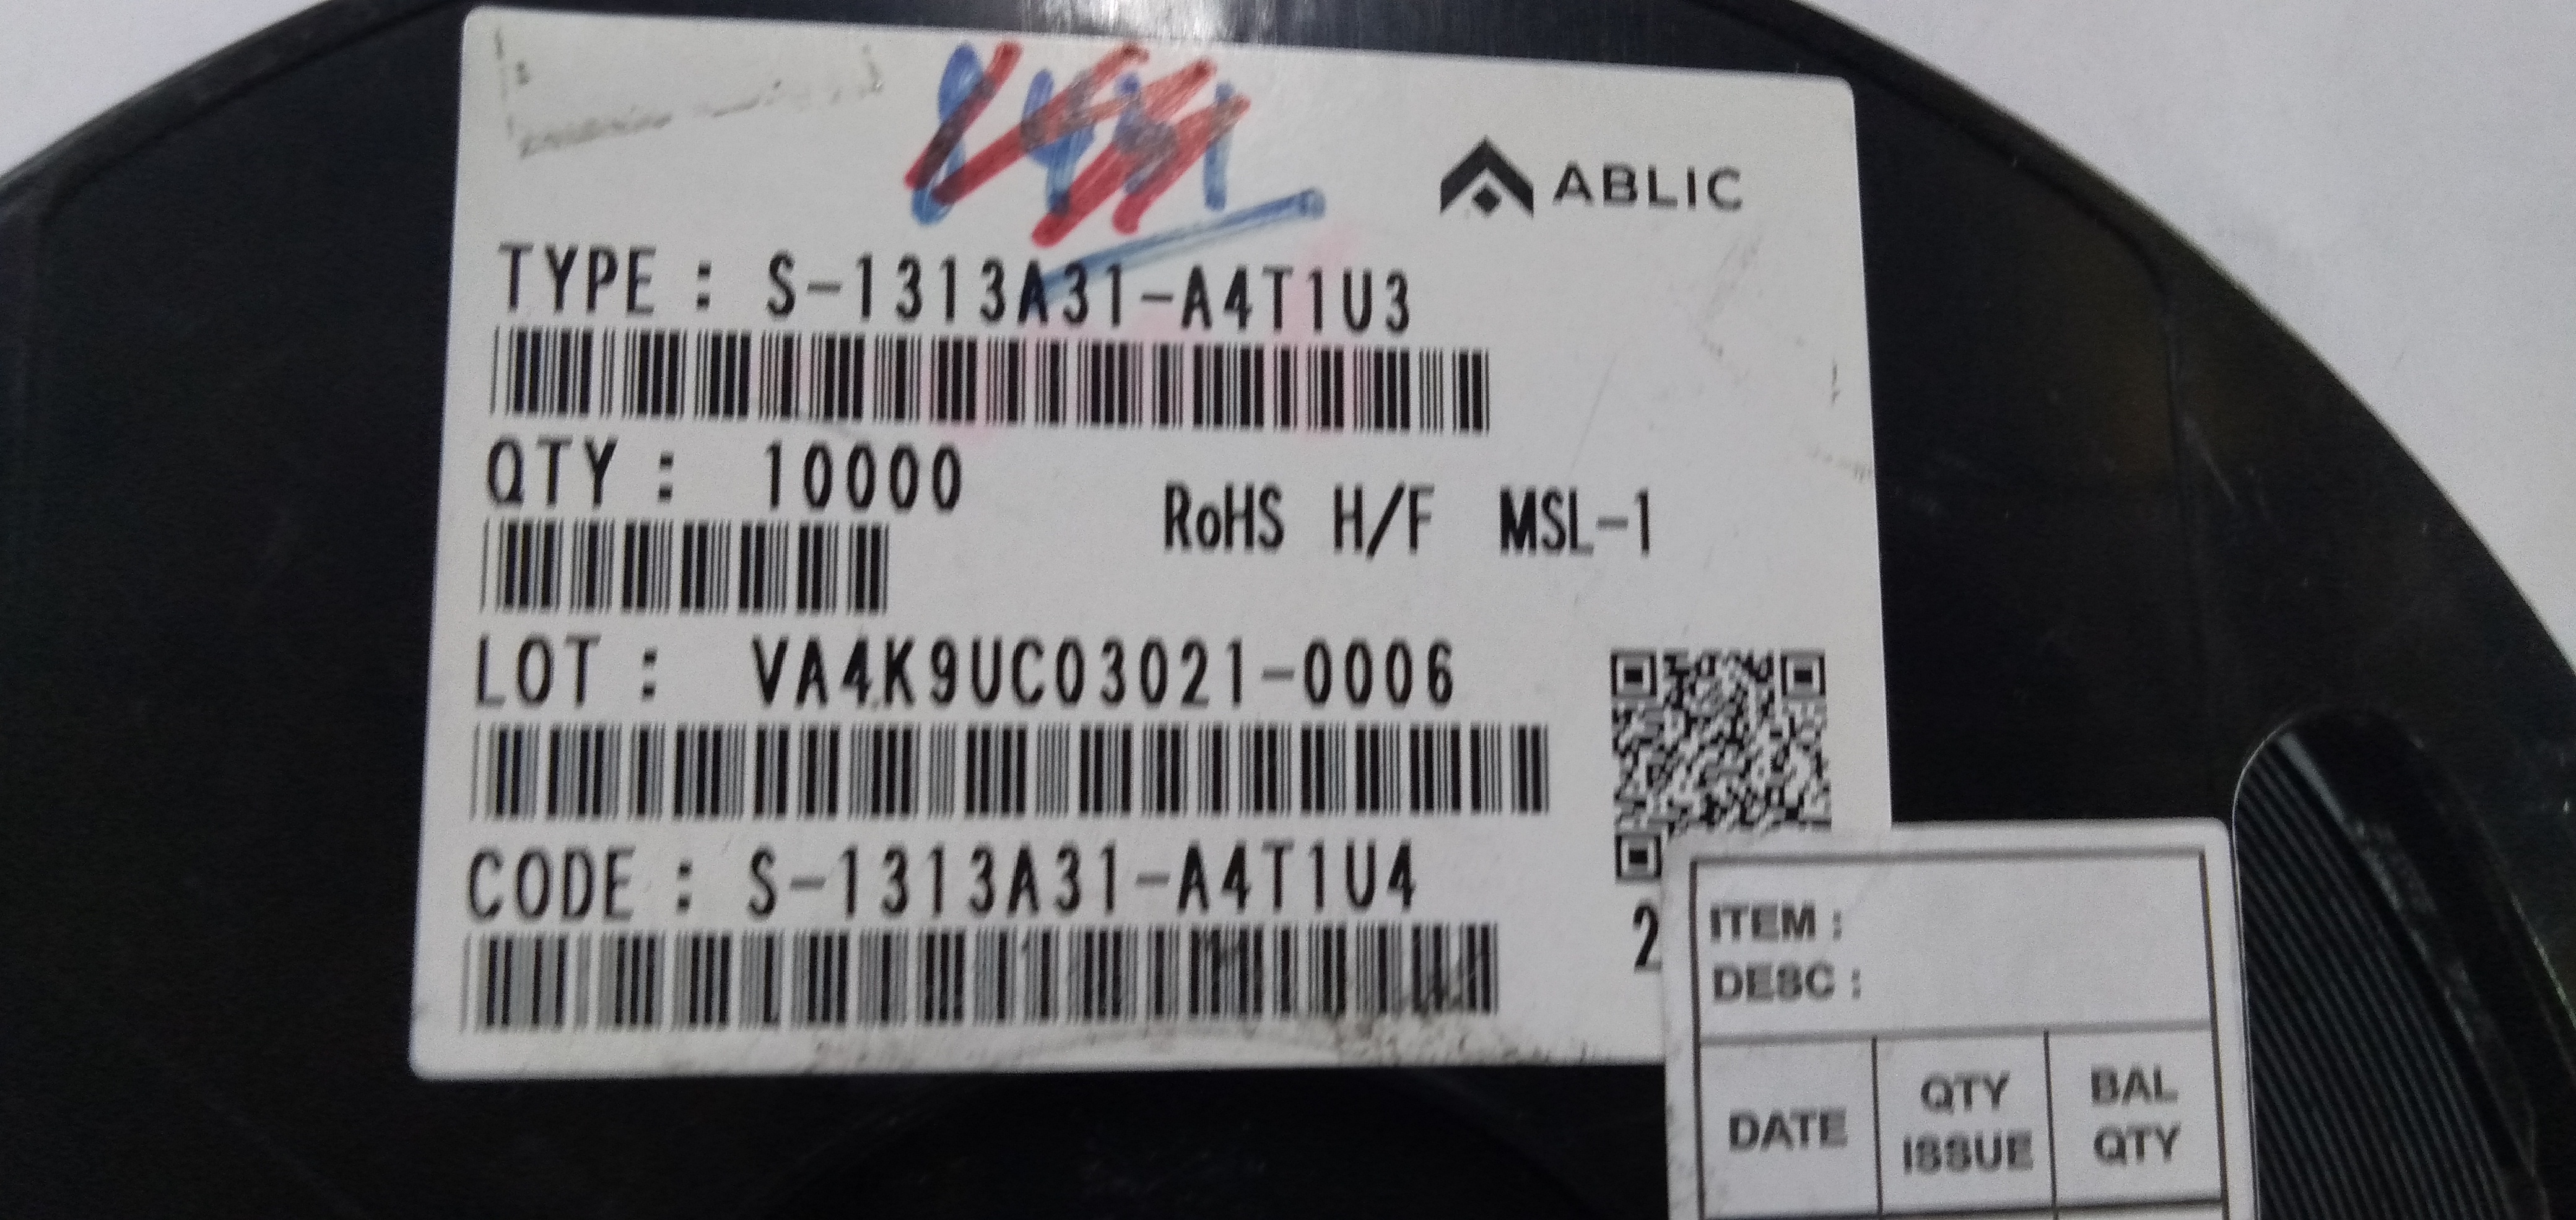 ABLIC
TYPE : S-1313A31-A4T1U3
QTY : 10000
RoHS H/F MSL-1
LOT : VA4K9UC03021-0006
CODE : S-1313A31-A4T1U4
2
ITEM :
DESC :
DATE
QTY ISSUE
BAL QTY